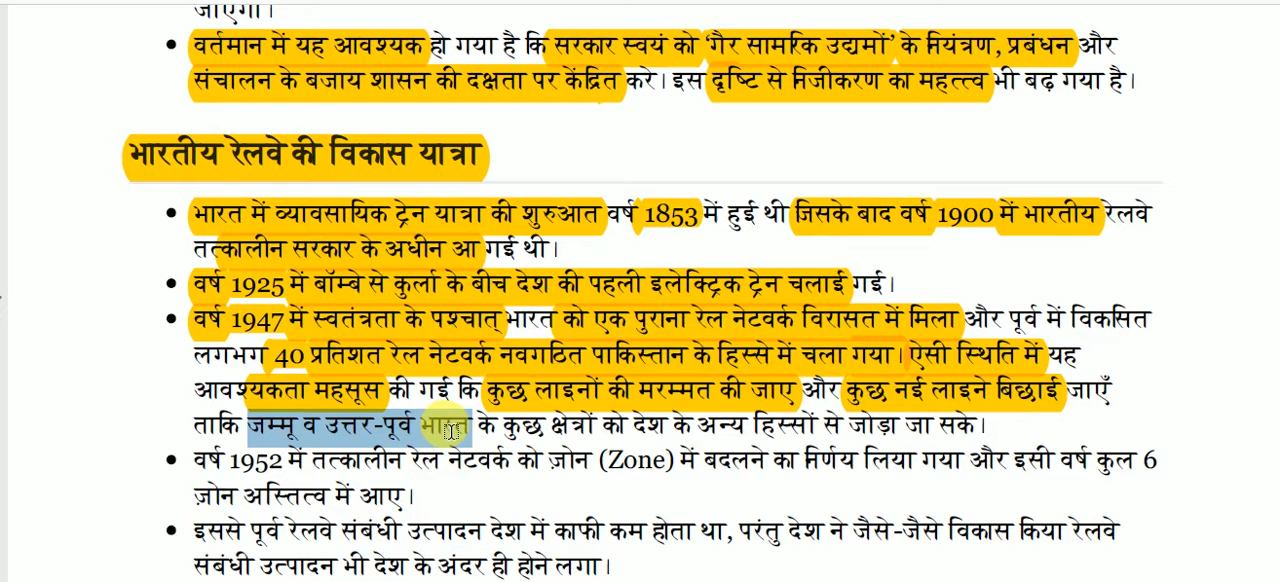 जाएगा।
• वर्तमान में यह आवश्यक हो गया है कि सरकार स्वयं को 'गैर सामरिक उद्यमों' के नियंत्रण, प्रबंधन और
संचालन के बजाय शासन की दक्षता पर केंद्रित करे। इस दृष्टि से निजीकरण का महत्त्व भी बढ़ गया है।
भारतीय रेलवे की विकास यात्रा
• भारत में व्यावसायिक ट्रेन यात्रा की शुरुआत वर्ष 1853 में हुई थी जिसके बाद वर्ष 1900 में भारतीय रेलवे
तत्कालीन सरकार के अधीन आ गई थी।
• वर्ष 1925 में बॉम्बे से कुर्ला के बीच देश की पहली इलेक्ट्रिक ट्रेन चलाई गई।
• वर्ष 1947 में स्वतंत्रता के पश्चात् भारत को एक पुराना रेल नेटवर्क विरासत में मिला और पूर्व में विकसित
लगभग 40 प्रतिशत रेल नेटवर्क नवगठित पाकिस्तान के हिस्से में चला गया। ऐसी स्थिति में यह
आवश्यकता महसूस की गई कि कुछ लाइनों की मरम्मत की जाए और कुछ नई लाइने बिछाई जाएँ
ताकि जम्मू व उत्तर-पूर्व भारत के कुछ क्षेत्रों को देश के अन्य हिस्सों से जोड़ा जा सके।
• वर्ष 1952 में तत्कालीन रेल नेटवर्क को ज़ोन (Zone) में बदलने का निर्णय लिया गया और इसी वर्ष कुल 6
ज़ोन अस्तित्व में आए।
• इससे पूर्व रेलवे संबंधी उत्पादन देश में काफी कम होता था, परंतु देश ने जैसे-जैसे विकास किया रेलवे
संबंधी उत्पादन भी देश के अंदर ही होने लगा।